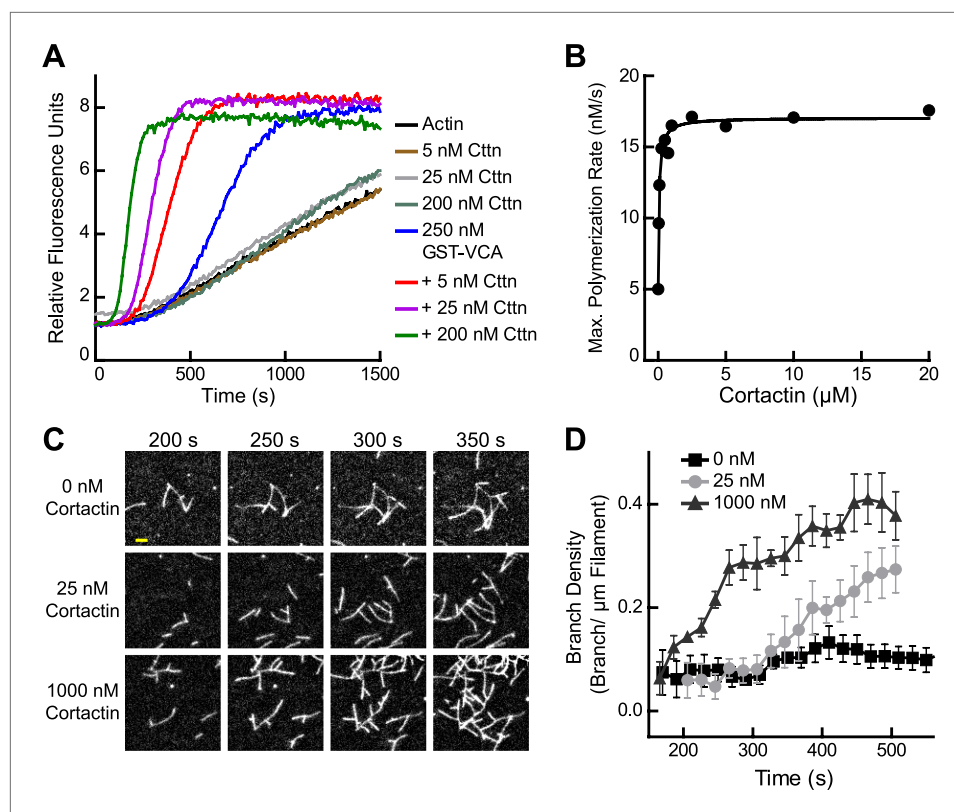 A
Relative Fluorescence Units
8
6
4
2
0
0 500 1000 1500
Time (s)
Actin
5 nM Cttn
25 nM Cttn
200 nM Cttn
250 nM
GST-VCA
+ 5 nM Cttn
+ 25 nM Cttn
+ 200 nM Cttn
B
Max. Polymerization Rate (nM/s)
20
15
10
5
0
0 5 10 15 20
Cortactin (µM)
C
200 s 250 s 300 s 350 s
0 nM
Cortactin
25 nM
Cortactin
1000 nM
Cortactin
D
0 nM
25 nM
1000 nM
Branch Density
(Branch/ µm Filament)
0.4
0.2
0.0
200 300 400 500
Time (s)